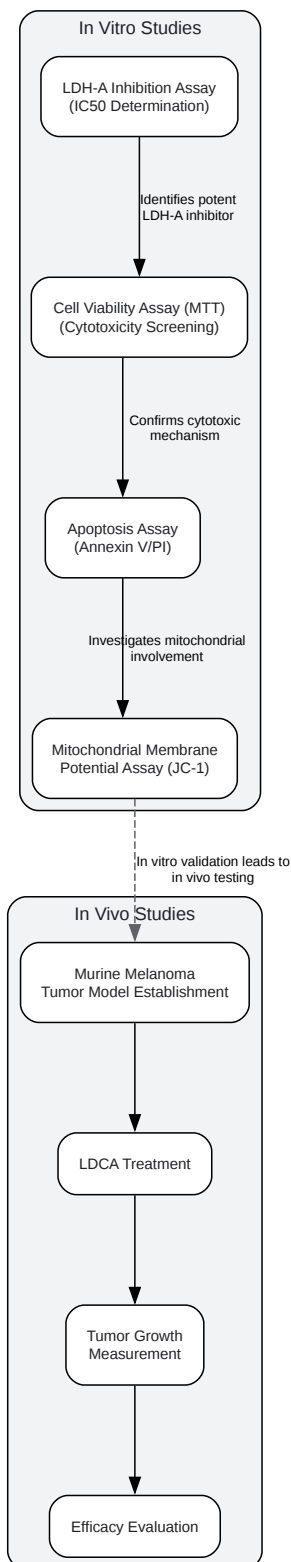 In Vitro Studies
LDH-A Inhibition Assay
(IC50 Determination)
Identifies potent
LDH-A inhibitor
Cell Viability Assay (MTT)
(Cytotoxicity Screening)
Confirms cytotoxic
mechanism
Apoptosis Assay
(Annexin V/PI)
Investigates mitochondrial
involvement
Mitochondrial Membrane
Potential Assay (JC-1)
In vitro validation leads to
in vivo testing
In Vivo Studies
Murine Melanoma
Tumor Model Establishment
LDCA Treatment
Tumor Growth
Measurement
Efficacy Evaluation